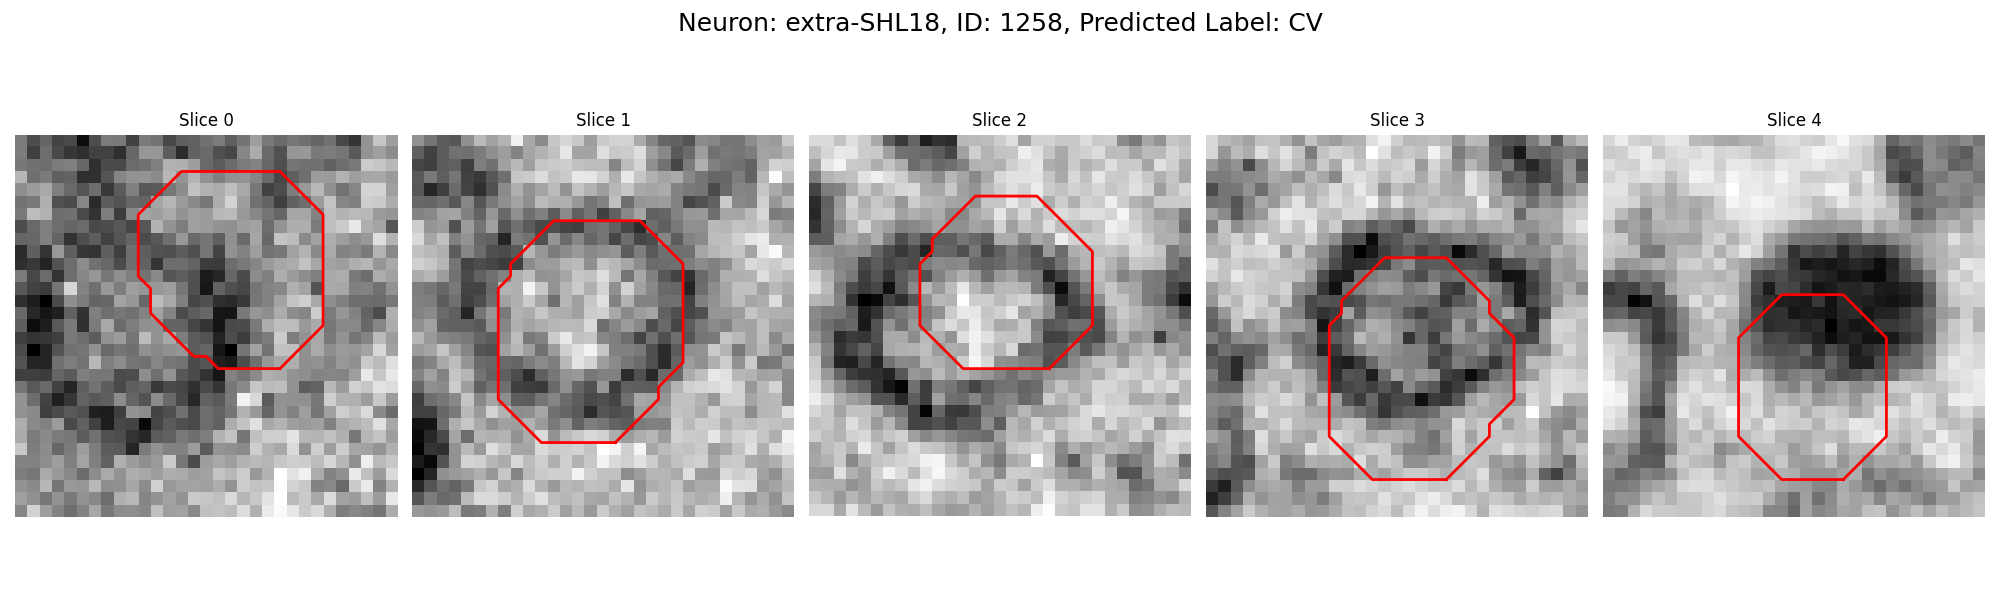 Neuron: extra-SHL18, ID: 1258, Predicted Label: CV
Slice 0
Slice 1
Slice 2
Slice 3
Slice 4